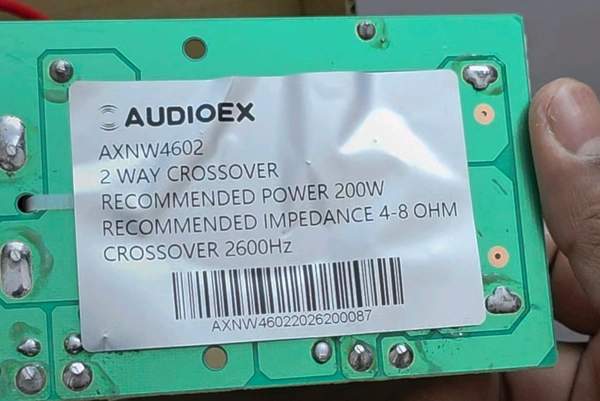 AUDIOEX
AXNW4602
2 WAY CROSSOVER
RECOMMENDED POWER 200W
RECOMMENDED IMPEDANCE 4-8 OHM
CROSSOVER 2600Hz
AXNW46022026200087